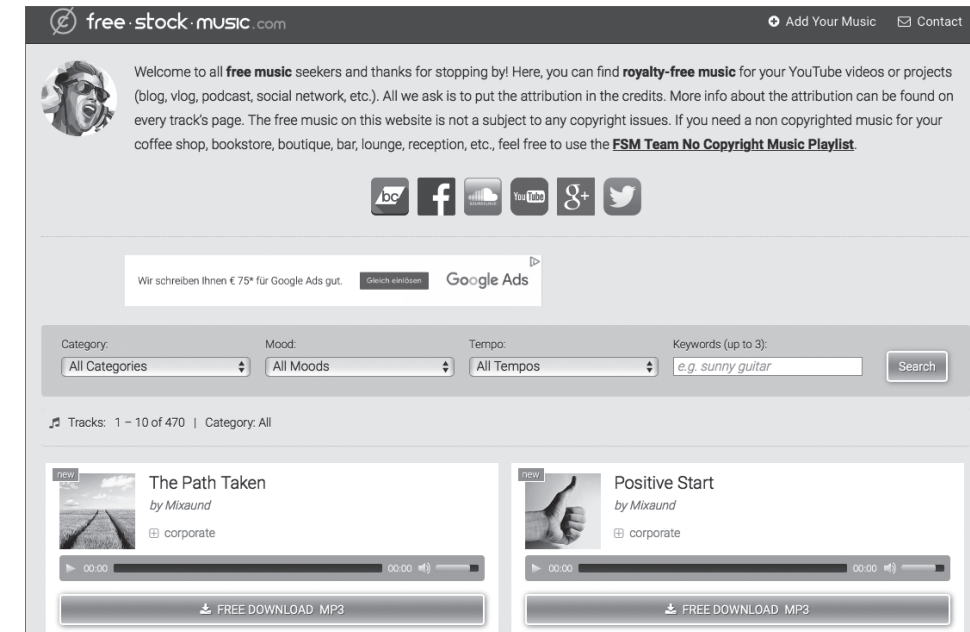 free·stock·music.com
Add Your Music Contact
Welcome to all free music seekers and thanks for stopping by! Here, you can find royalty-free music for your YouTube videos or projects
(blog, vlog, podcast, social network, etc.). All we ask is to put the attribution in the credits. More info about the attribution can be found on
every track's page. The free music on this website is not a subject to any copyright issues. If you need a non copyrighted music for your
coffee shop, bookstore, boutique, bar, lounge, reception, etc., feel free to use the FSM Team No Copyright Music Playlist.
bc f SOUNDCLOUD YouTube g+
Wir schreiben Ihnen € 75* für Google Ads gut. Gleich einlösen Google Ads
Category: Mood: Tempo: Keywords (up to 3):
All Categories All Moods All Tempos e.g. sunny guitar Search
Tracks: 1 – 10 of 470 | Category: All
new
The Path Taken
by Mixaund
corporate
00:00 00:00
FREE DOWNLOAD MP3
new
Positive Start
by Mixaund
corporate
00:00 00:00
FREE DOWNLOAD MP3